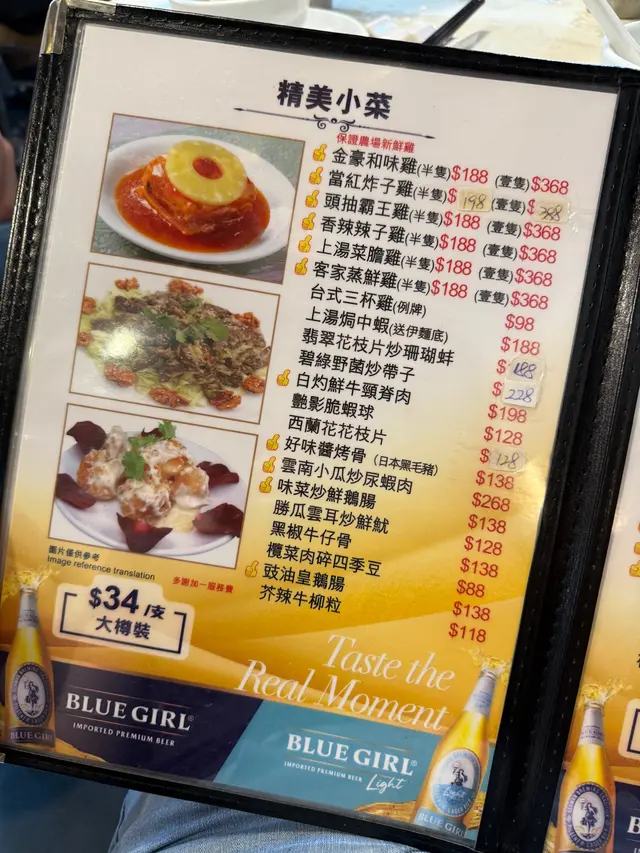 精美小菜
保證農場新鮮雞
金豪和味雞(半隻)$188 (壹隻)$368
當紅炸子雞(半隻)$198 (壹隻)$388
頭抽霸王雞(半隻)$188 (壹隻)$368
香辣辣子雞(半隻)$188 (壹隻)$368
上湯菜膽雞(半隻)$188 (壹隻)$368
客家蒸鮮雞(半隻)$188 (壹隻)$368
台式三杯雞(例牌) $98
上湯焗中蝦(送伊麵底) $188
翡翠花枝片炒珊瑚蚌 $188
碧綠野菌炒帶子 $228
白灼鮮牛頸脊肉 $198
艷影脆蝦球 $128
西蘭花花枝片 $128
好味醬烤骨 (日本黑毛豬) $138
雲南小瓜炒尿蝦肉 $268
味菜炒鮮鵝腸 $138
勝瓜雲耳炒鮮魷 $128
黑椒牛仔骨 $138
欖菜肉碎四季豆 $88
豉油皇鵝腸 $138
芥辣牛柳粒 $118
圖片僅供參考
Image reference translation
多謝加一服務費
$34/支
大樽裝
Taste the
Real Moment
BLUE GIRL®
IMPORTED PREMIUM BEER
BLUE GIRL®
IMPORTED PREMIUM BEER
Light
BLUE GIRL